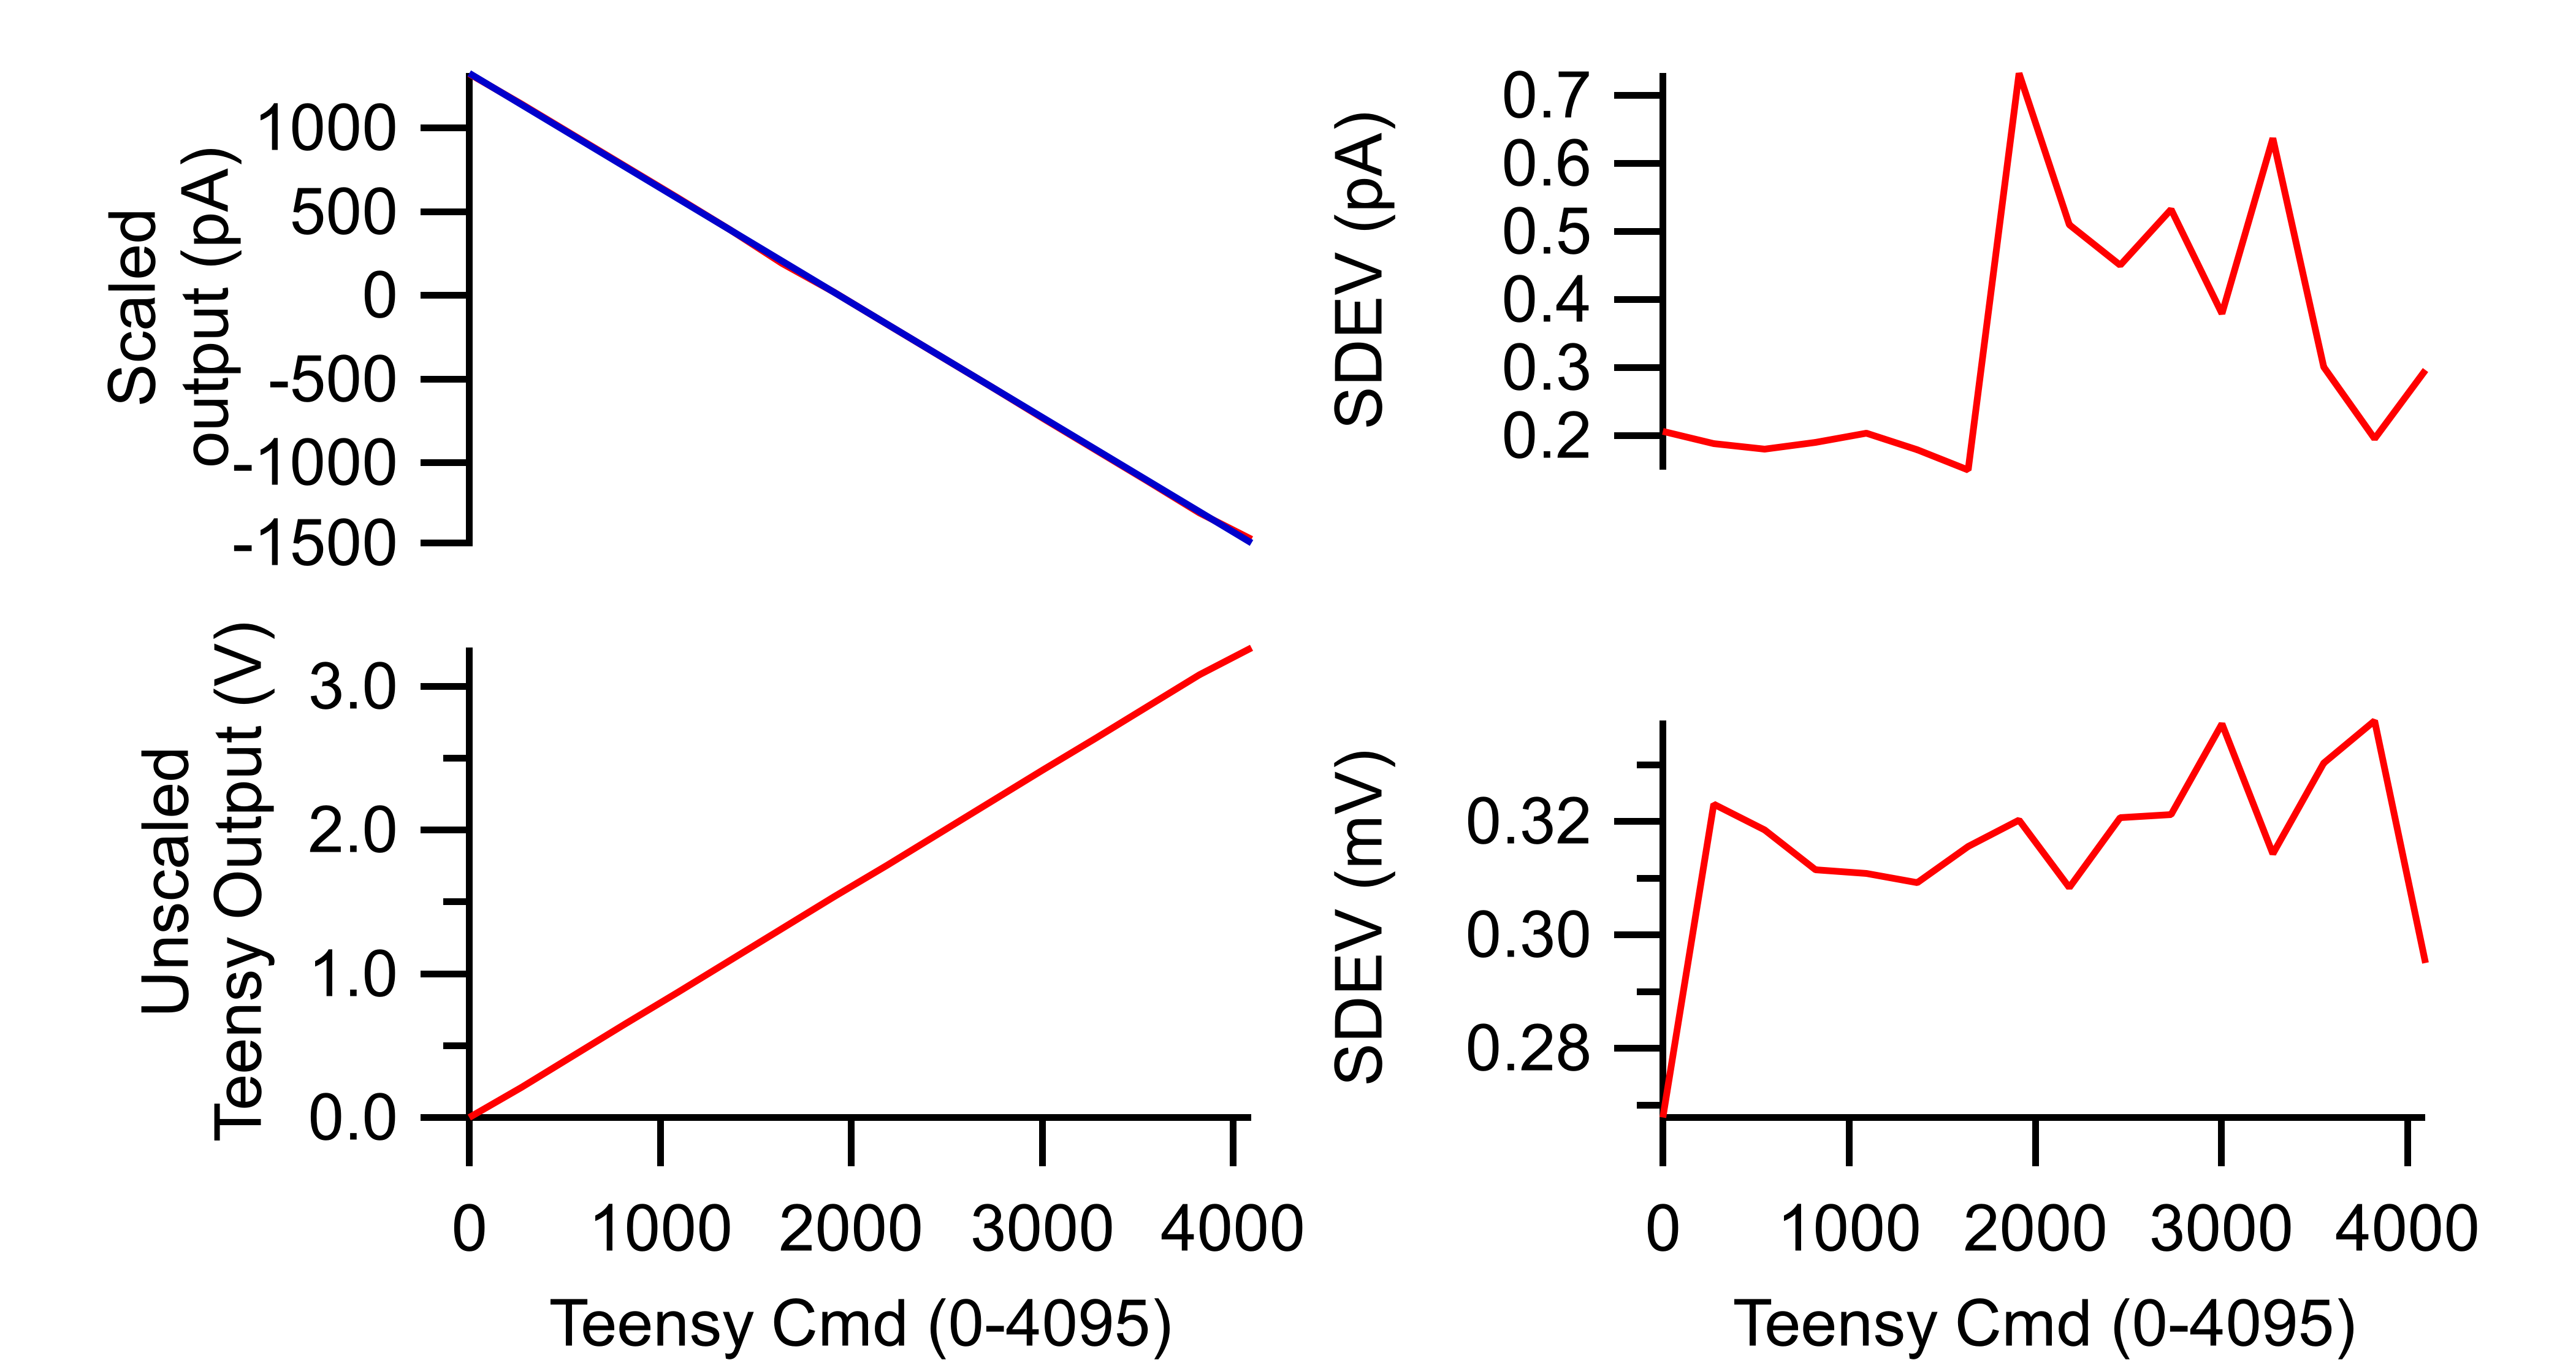 Scaled
output (pA)
1000
500
0
-500
-1000
-1500
SDEV (pA)
0.7
0.6
0.5
0.4
0.3
0.2
Unscaled
Teensy Output (V)
3.0
2.0
1.0
0.0
0 1000 2000 3000 4000
Teensy Cmd (0-4095)
SDEV (mV)
0.32
0.30
0.28
0 1000 2000 3000 4000
Teensy Cmd (0-4095)